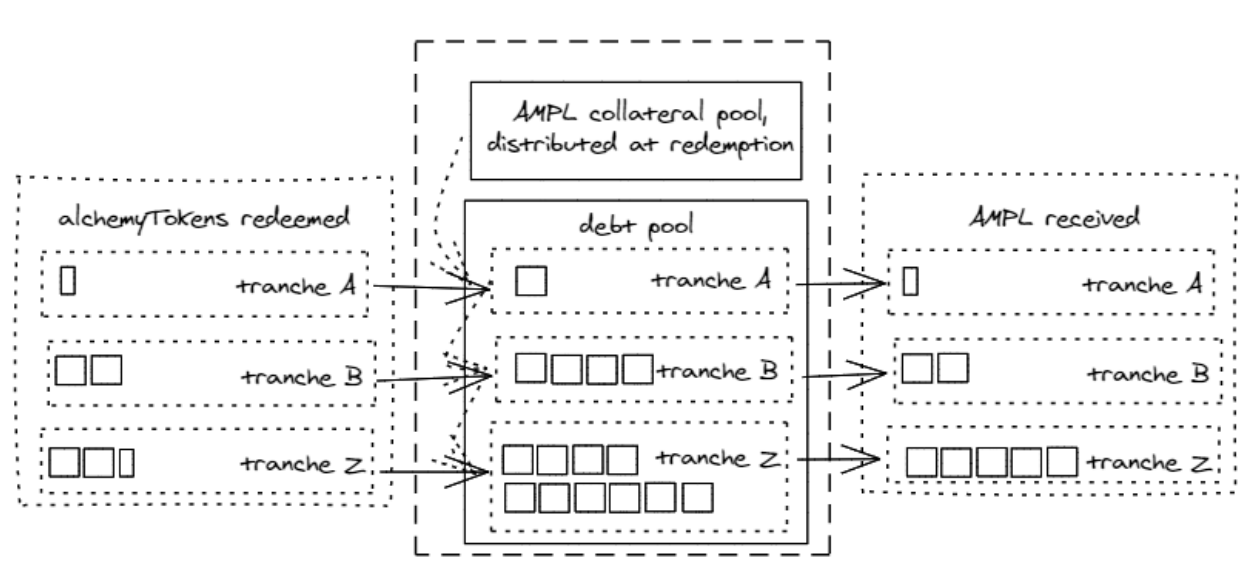 AMPL collateral pool,
distributed at redemption
alchemyTokens redeemed
tranche A
tranche B
tranche Z
debt pool
tranche A
tranche B
tranche Z
AMPL received
tranche A
tranche B
tranche Z